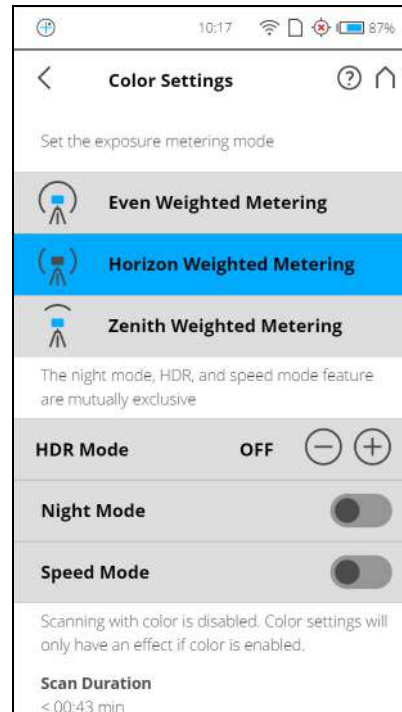 10:17 87%
Color Settings
Set the exposure metering mode
Even Weighted Metering
Horizon Weighted Metering
Zenith Weighted Metering
The night mode, HDR, and speed mode feature
are mutually exclusive
HDR Mode OFF
Night Mode
Speed Mode
Scanning with color is disabled. Color settings will
only have an effect if color is enabled.
Scan Duration
< 00:43 min